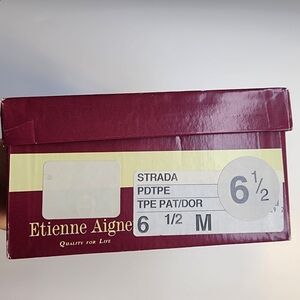 STRADA
PDTPE
TPE PAT/DOR
6 1/2 M
6 1/2
Etienne Aigne
QUALITY FOR LIFE